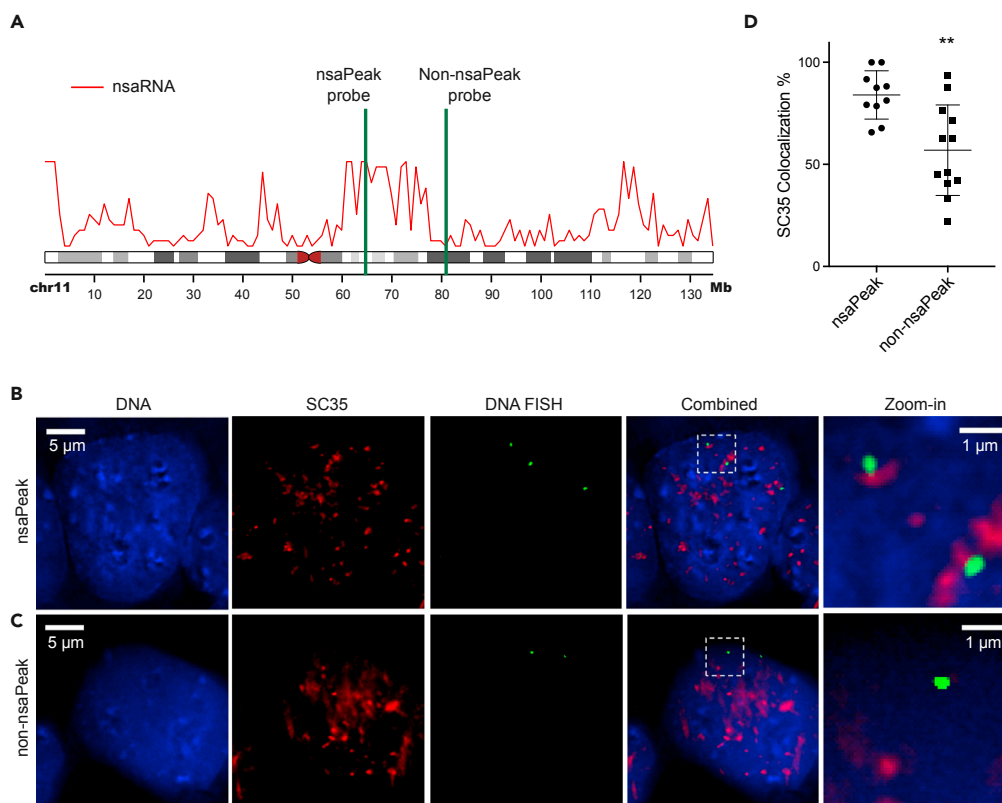 A
nsaRNA
nsaPeak
probe
Non-nsaPeak
probe
chr11 10 20 30 40 50 60 70 80 90 100 110 120 130 Mb
D
**
SC35 Colocalization %
100
50
0
nsaPeak
non-nsaPeak
B
DNA SC35 DNA FISH Combined Zoom-in
nsaPeak
5 µm
1 µm
C
non-nsaPeak
5 µm
1 µm